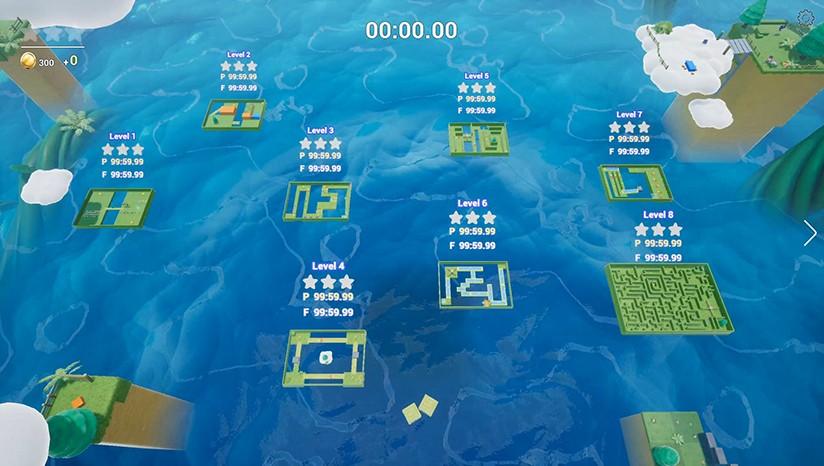 00:00.00
300 +0
Level 2
P 99:59.99
F 99:59.99
Level 5
P 99:59.99
F 99:59.99
Level 1
P 99:59.99
F 99:59.99
Level 3
P 99:59.99
F 99:59.99
Level 7
P 99:59.99
F 99:59.99
Level 6
P 99:59.99
F 99:59.99
Level 8
P 99:59.99
F 99:59.99
Level 4
P 99:59.99
F 99:59.99